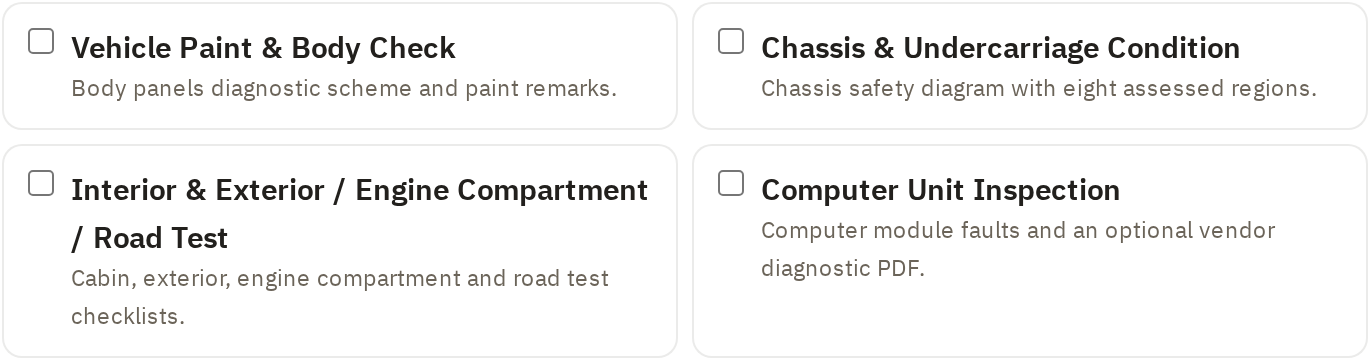 Vehicle Paint & Body Check
Body panels diagnostic scheme and paint remarks.
Chassis & Undercarriage Condition
Chassis safety diagram with eight assessed regions.
Interior & Exterior / Engine Compartment
/ Road Test
Cabin, exterior, engine compartment and road test
checklists.
Computer Unit Inspection
Computer module faults and an optional vendor
diagnostic PDF.